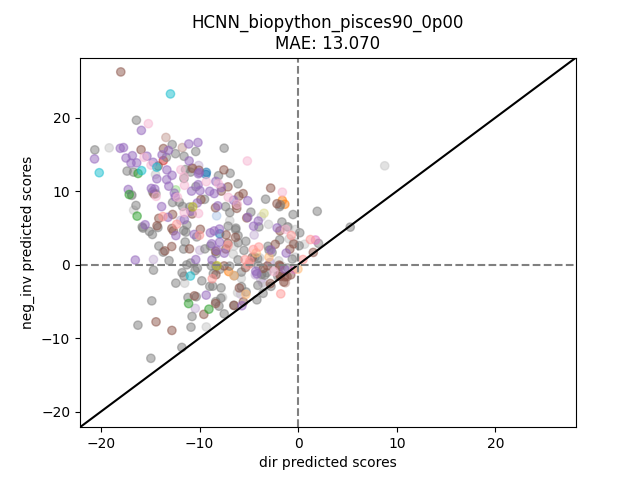 HCNN_biopython_pisces90_0p00
MAE: 13.070
20
10
0
−10
−20
neg_inv predicted scores
−20
−10
0
10
20
dir predicted scores